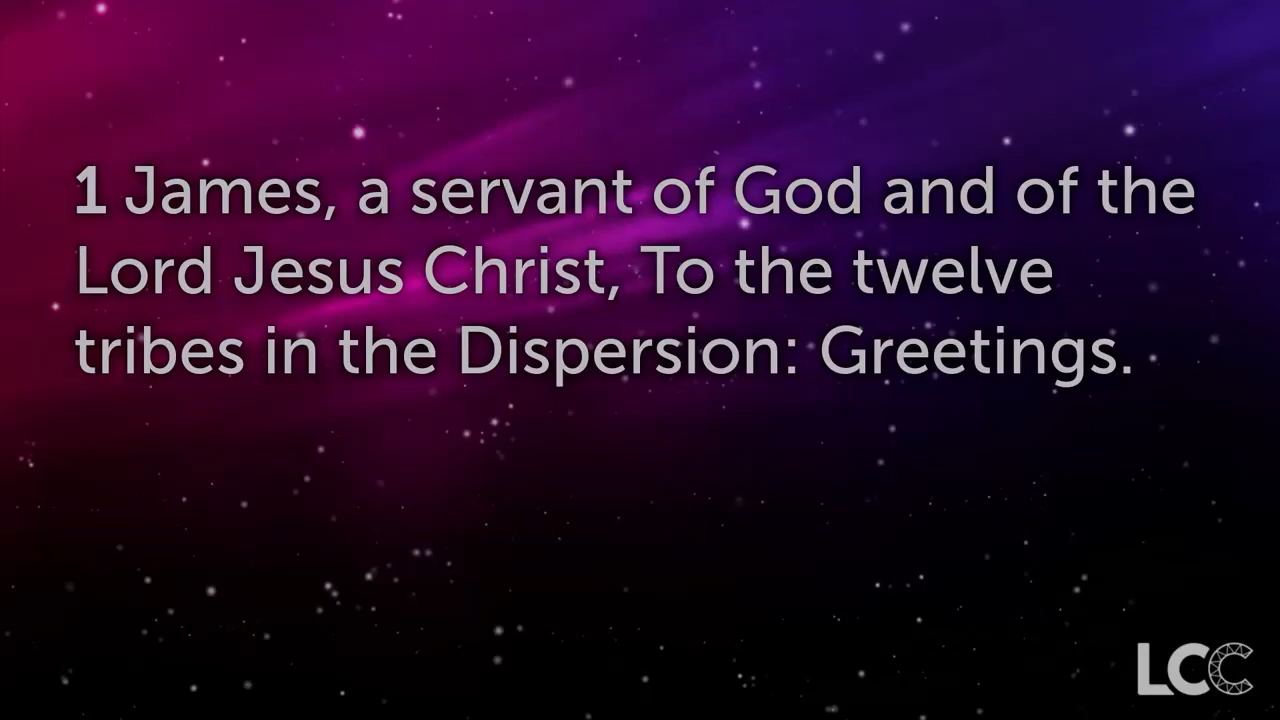 1 James, a servant of God and of the
Lord Jesus Christ, To the twelve
tribes in the Dispersion: Greetings.
LCC